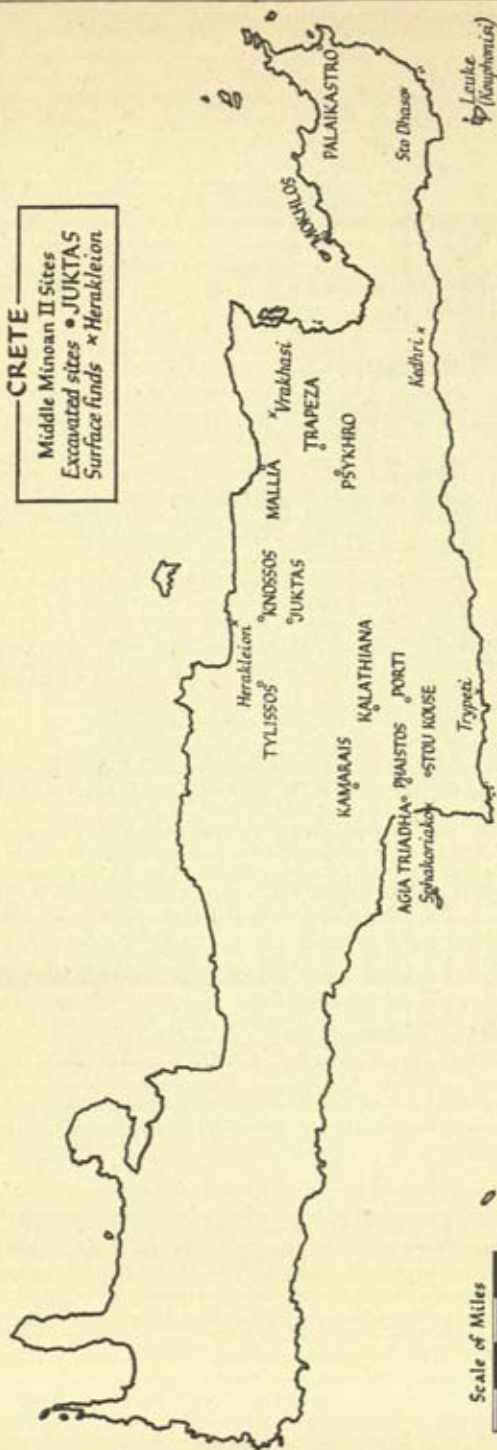 CRETE
Middle Minoan II Sites
Excavated sites • JUKTAS
Surface finds × Herakleion
PALAIKASTRO
MOKHLOS
Sto Dhaso
Leuke
(Kouphonisi)
Vrakhasi
TRAPEZA
PSYKHRO
Kedhri
MALLIA
Herakleion
KNOSSOS
JUKTAS
TYLISSOS
KALATHIANA
KAMARAIS
PORTI
PHAISTOS
AGIA TRIADHA
STOU KOUSE
Sphakoriako
Trypeti
Scale of Miles